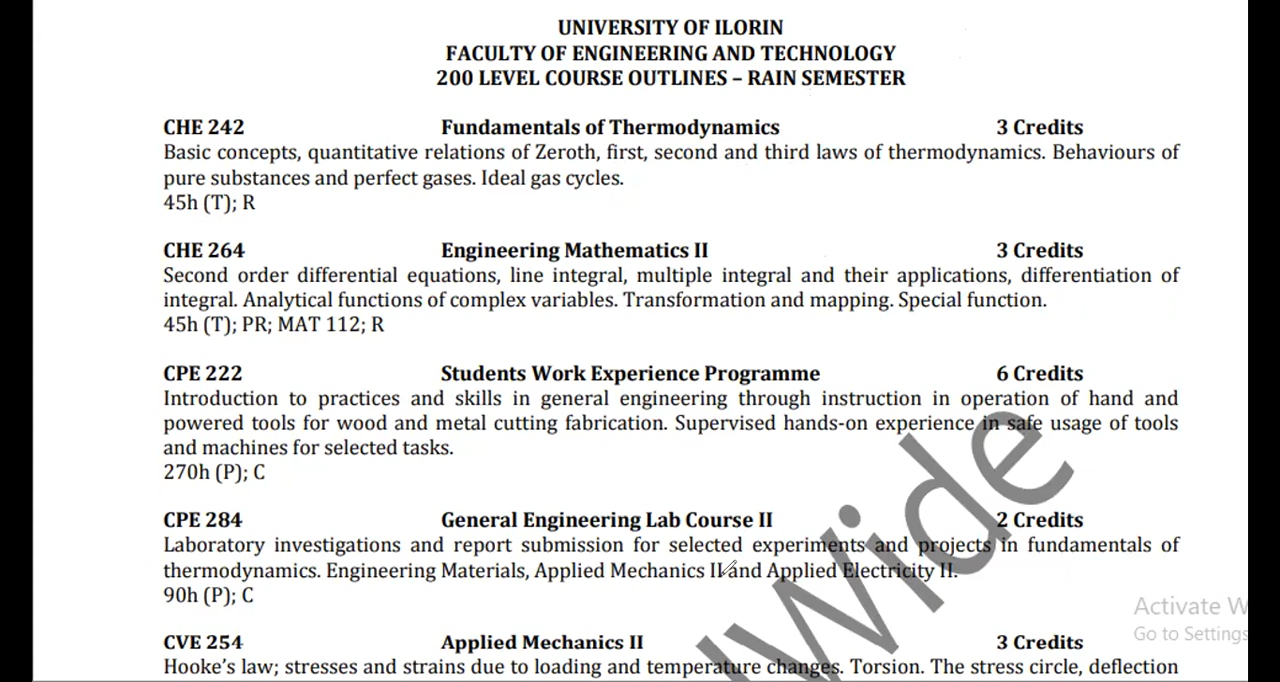 UNIVERSITY OF ILORIN
FACULTY OF ENGINEERING AND TECHNOLOGY
200 LEVEL COURSE OUTLINES – RAIN SEMESTER
CHE 242 Fundamentals of Thermodynamics 3 Credits
Basic concepts, quantitative relations of Zeroth, first, second and third laws of thermodynamics. Behaviours of
pure substances and perfect gases. Ideal gas cycles.
45h (T); R
CHE 264 Engineering Mathematics II 3 Credits
Second order differential equations, line integral, multiple integral and their applications, differentiation of
integral. Analytical functions of complex variables. Transformation and mapping. Special function.
45h (T); PR; MAT 112; R
CPE 222 Students Work Experience Programme 6 Credits
Introduction to practices and skills in general engineering through instruction in operation of hand and
powered tools for wood and metal cutting fabrication. Supervised hands-on experience in safe usage of tools
and machines for selected tasks.
270h (P); C
CPE 284 General Engineering Lab Course II 2 Credits
Laboratory investigations and report submission for selected experiments and projects in fundamentals of
thermodynamics. Engineering Materials, Applied Mechanics II and Applied Electricity II.
90h (P); C
CVE 254 Applied Mechanics II 3 Credits
Hooke's law; stresses and strains due to loading and temperature changes. Torsion. The stress circle, deflection
Wide
Activate W
Go to Settings